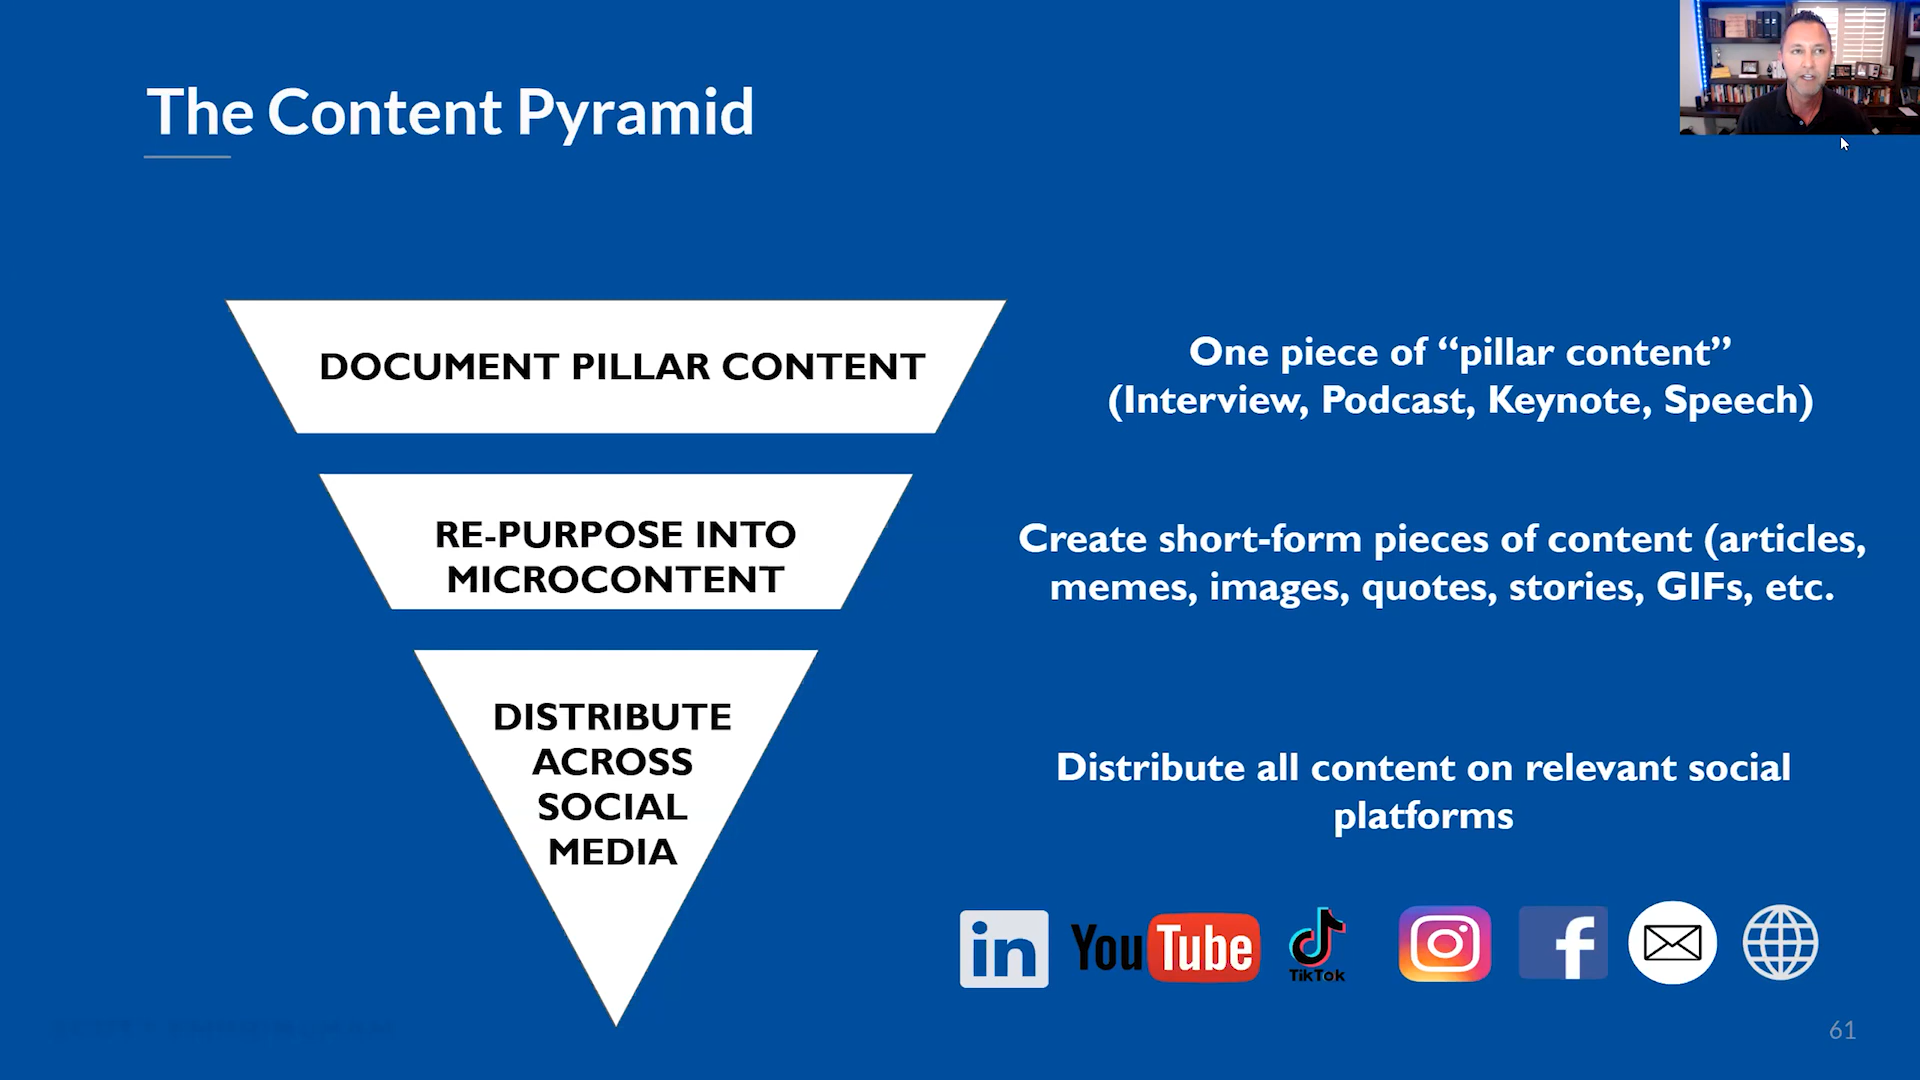 The Content Pyramid
DOCUMENT PILLAR CONTENT
One piece of “pillar content”
(Interview, Podcast, Keynote, Speech)
RE-PURPOSE INTO
MICROCONTENT
Create short-form pieces of content (articles,
memes, images, quotes, stories, GIFs, etc.
DISTRIBUTE
ACROSS
SOCIAL
MEDIA
Distribute all content on relevant social
platforms
in
YouTube
TikTok
f
61